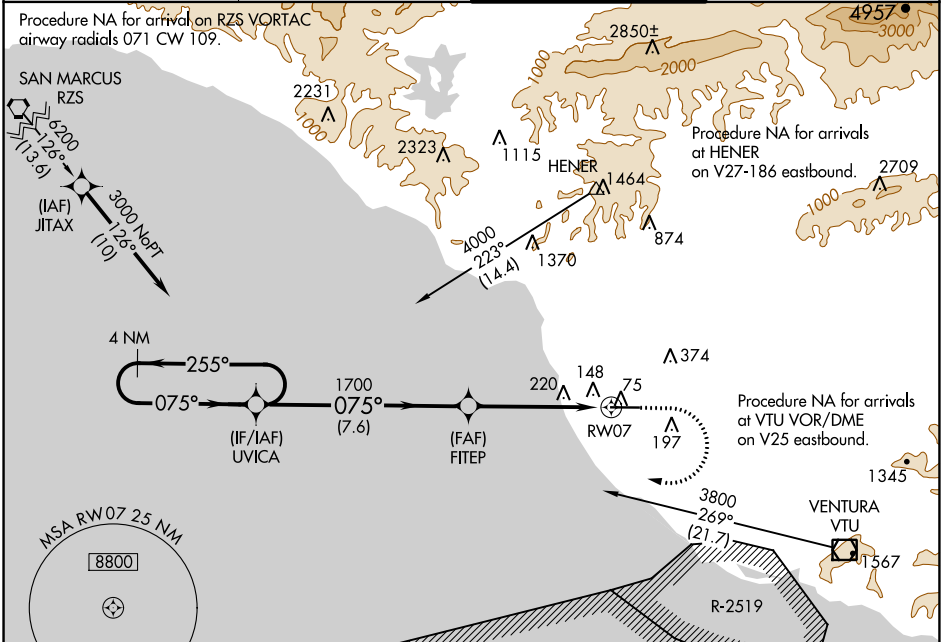 Procedure NA for arrival on RZS VORTAC
airway radials 071 CW 109.
4957
3000
2850±
1000
2000
SAN MARCUS
RZS
6200
126°
(13.6)
2231
1000
2323
1115
Procedure NA for arrivals
at HENER
on V27-186 eastbound.
HENER
1464
2709
1000
(IAF)
JITAX
3000 NoPT
126°
(10)
874
4000
223°
(14.4)
1370
4 NM
255°
075°
1700
075°
(7.6)
220
148
75
374
(IF/IAF)
UVICA
(FAF)
FITEP
RW07
197
Procedure NA for arrivals
at VTU VOR/DME
on V25 eastbound.
1345
3800
269°
(21.7)
VENTURA
VTU
1567
MSA RW07 25 NM
8800
R-2519